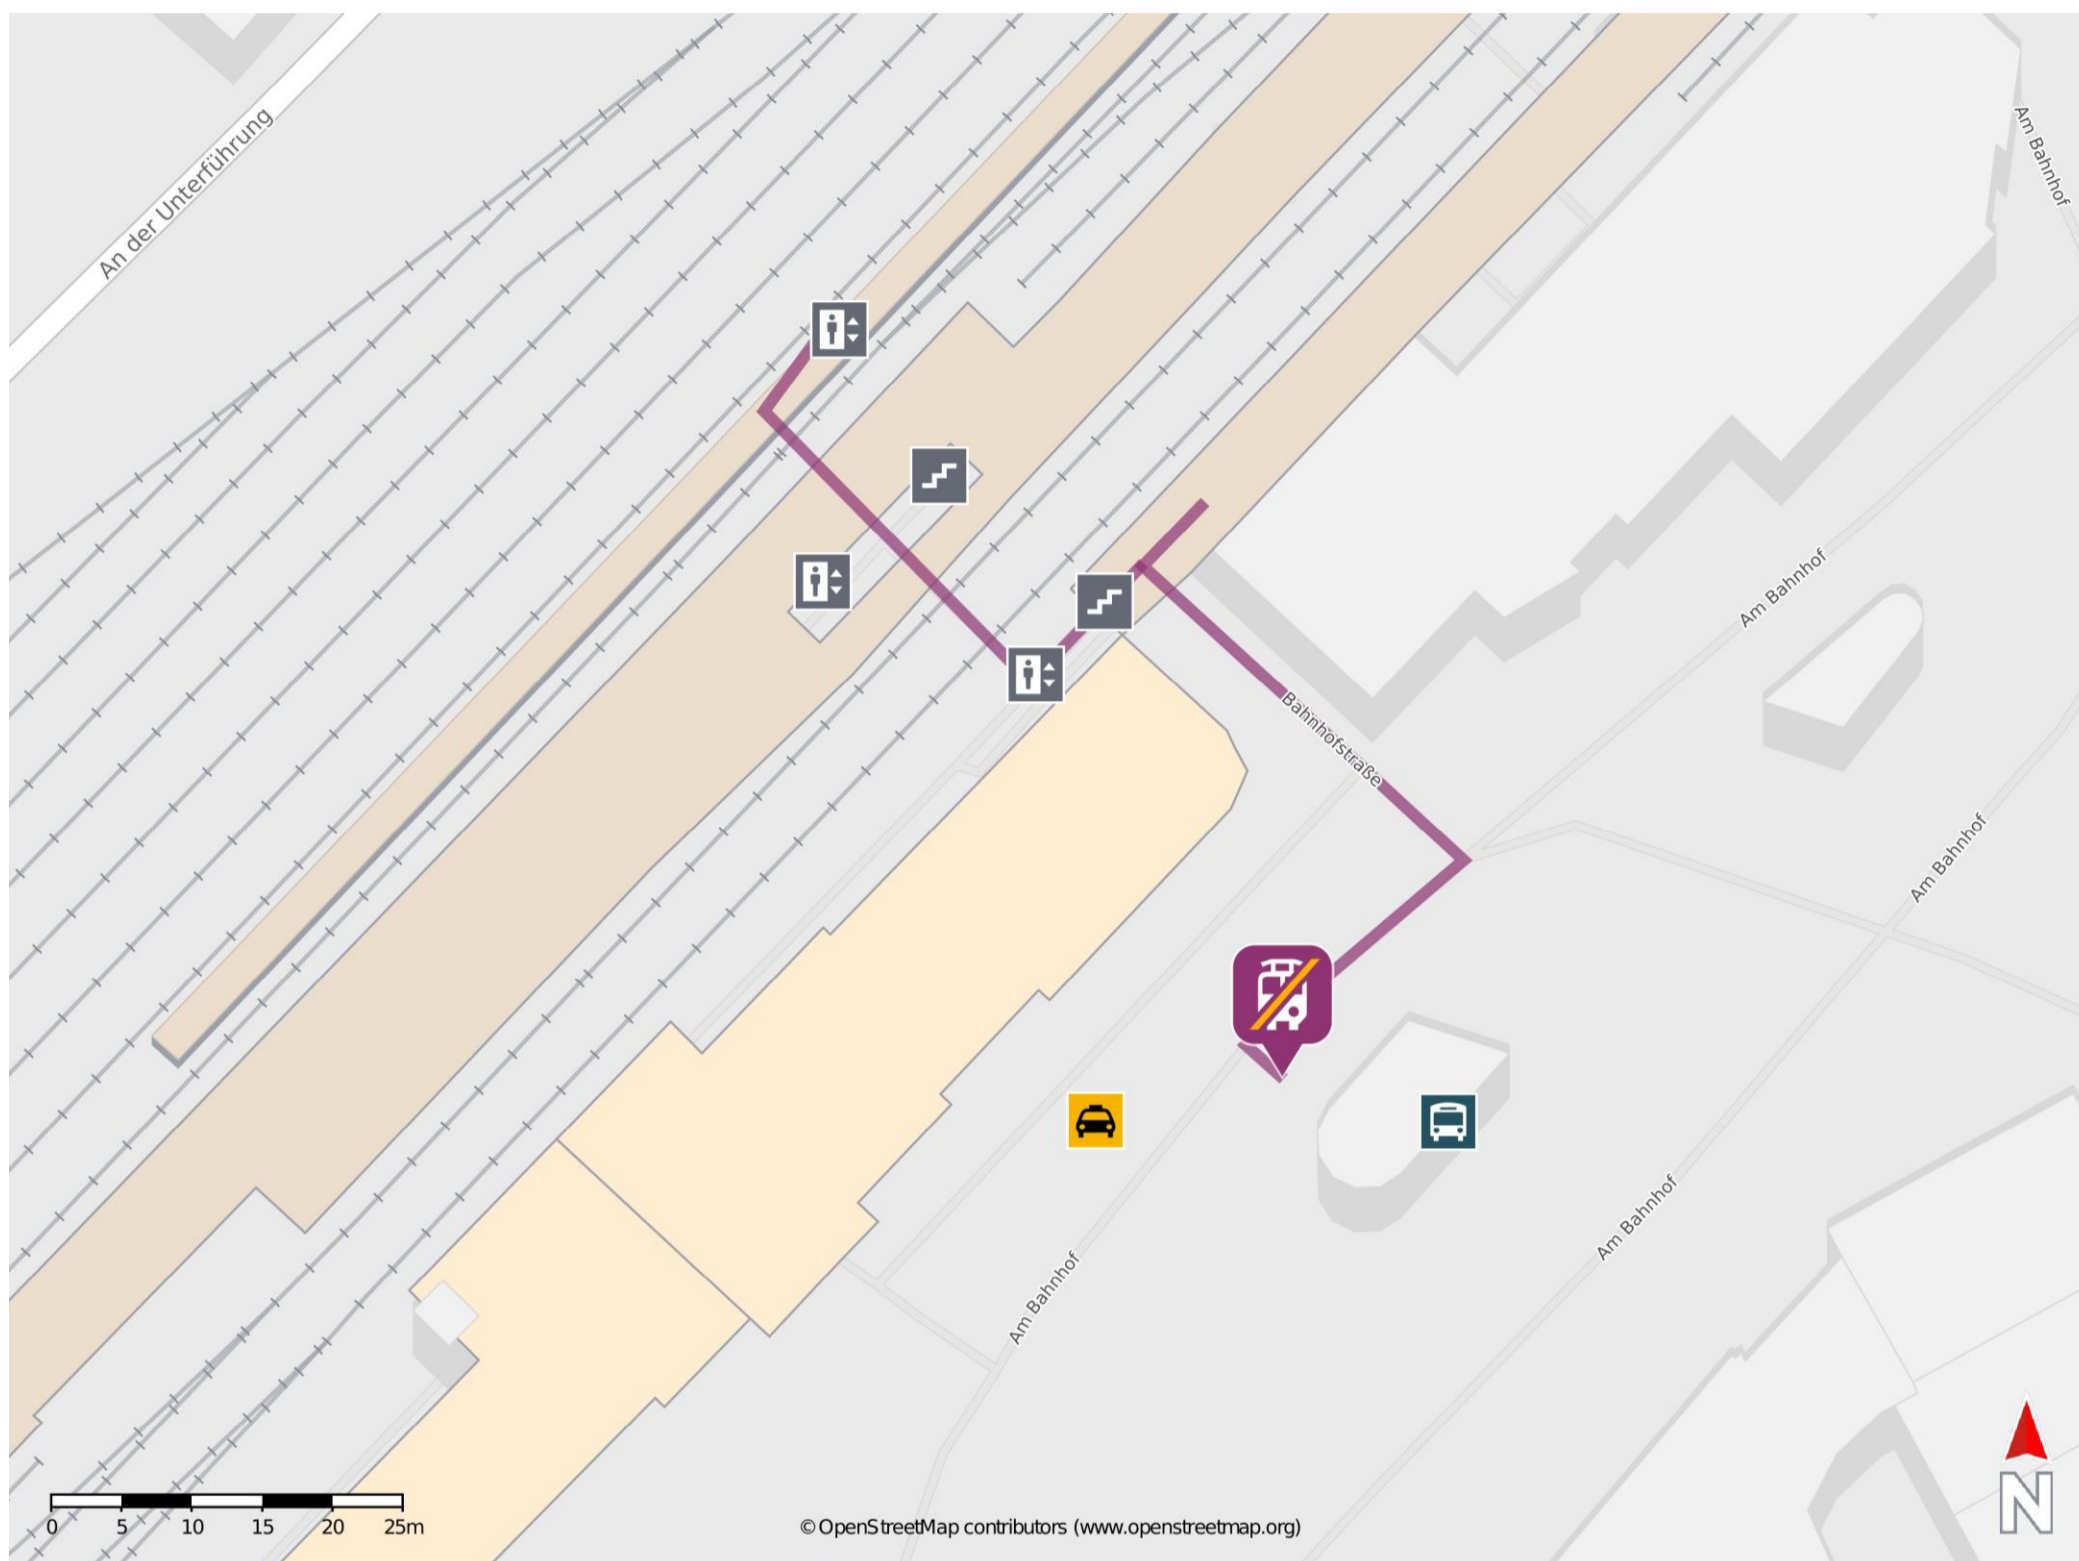 Am Bahnhof
An der Unterführung
Am Bahnhof
Bahnhofstraße
Am Bahnhof
Am Bahnhof
Am Bahnhof
N
0 5 10 15 20 25m
© OpenStreetMap contributors (www.openstreetmap.org)